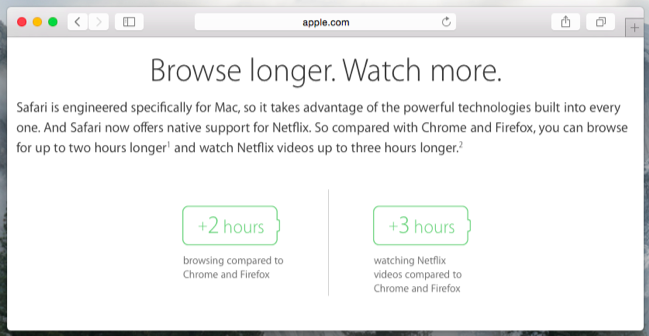 apple.com
Browse longer. Watch more.
Safari is engineered specifically for Mac, so it takes advantage of the powerful technologies built into every
one. And Safari now offers native support for Netflix. So compared with Chrome and Firefox, you can browse
for up to two hours longer¹ and watch Netflix videos up to three hours longer.²
+2 hours
browsing compared to
Chrome and Firefox
+3 hours
watching Netflix
videos compared to
Chrome and Firefox